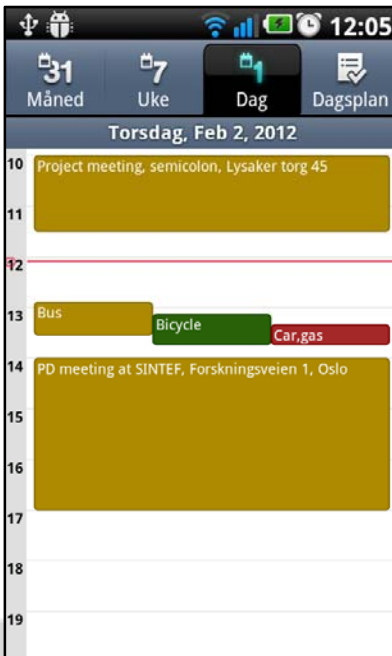 12:05
31
7
1
Måned
Uke
Dag
Dagsplan
Torsdag, Feb 2, 2012
10
Project meeting, semicolon, Lysaker torg 45
11
12
13
Bus
Bicycle
Car,gas
14
PD meeting at SINTEF, Forskningsveien 1, Oslo
15
16
17
18
19